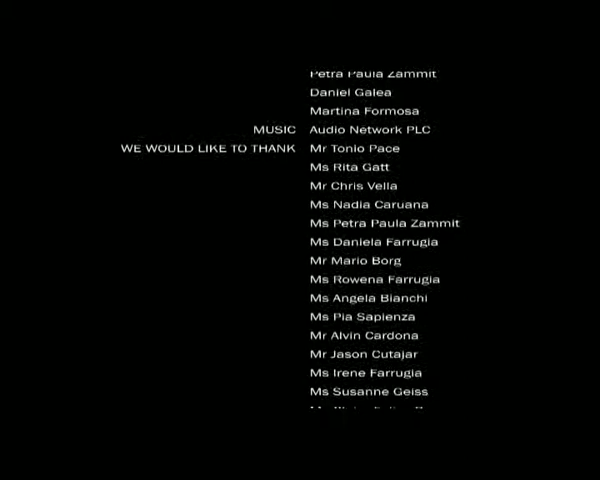 Petra Paula Zammit
Daniel Galea
Martina Formosa
MUSIC Audio Network PLC
WE WOULD LIKE TO THANK Mr Tonio Pace
Ms Rita Gatt
Mr Chris Vella
Ms Nadia Caruana
Ms Petra Paula Zammit
Ms Daniela Farrugia
Mr Mario Borg
Ms Rowena Farrugia
Ms Angela Bianchi
Ms Pia Sapienza
Mr Alvin Cardona
Mr Jason Cutajar
Ms Irene Farrugia
Ms Susanne Geiss